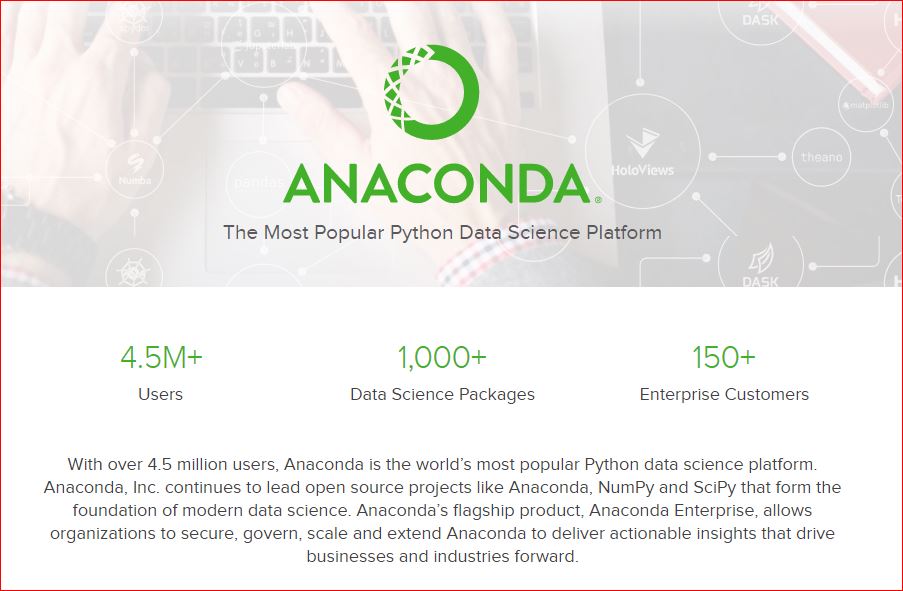 spyder
jupyterlab
DASK
matplotlib
ANACONDA®
HoloViews
theano
Numba
pandas
The Most Popular Python Data Science Platform
DASK
4.5M+
1,000+
150+
Users
Data Science Packages
Enterprise Customers
With over 4.5 million users, Anaconda is the world’s most popular Python data science platform.
Anaconda, Inc. continues to lead open source projects like Anaconda, NumPy and SciPy that form the
foundation of modern data science. Anaconda’s flagship product, Anaconda Enterprise, allows
organizations to secure, govern, scale and extend Anaconda to deliver actionable insights that drive
businesses and industries forward.